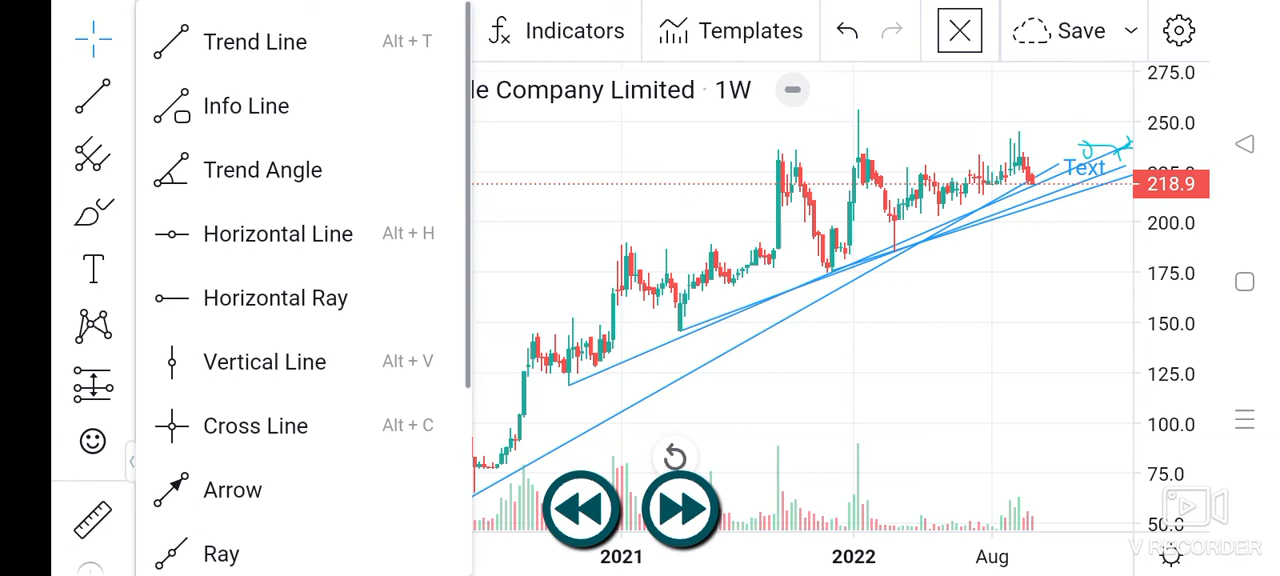 Trend Line Alt + T
Info Line
Trend Angle
Horizontal Line Alt + H
Horizontal Ray
Vertical Line Alt + V
Cross Line Alt + C
Arrow
Ray
Indicators Templates Save
le Company Limited · 1W
Text
275.0
250.0
218.9
200.0
175.0
150.0
125.0
100.0
75.0
50.0
2021 2022 Aug
V RECORDER